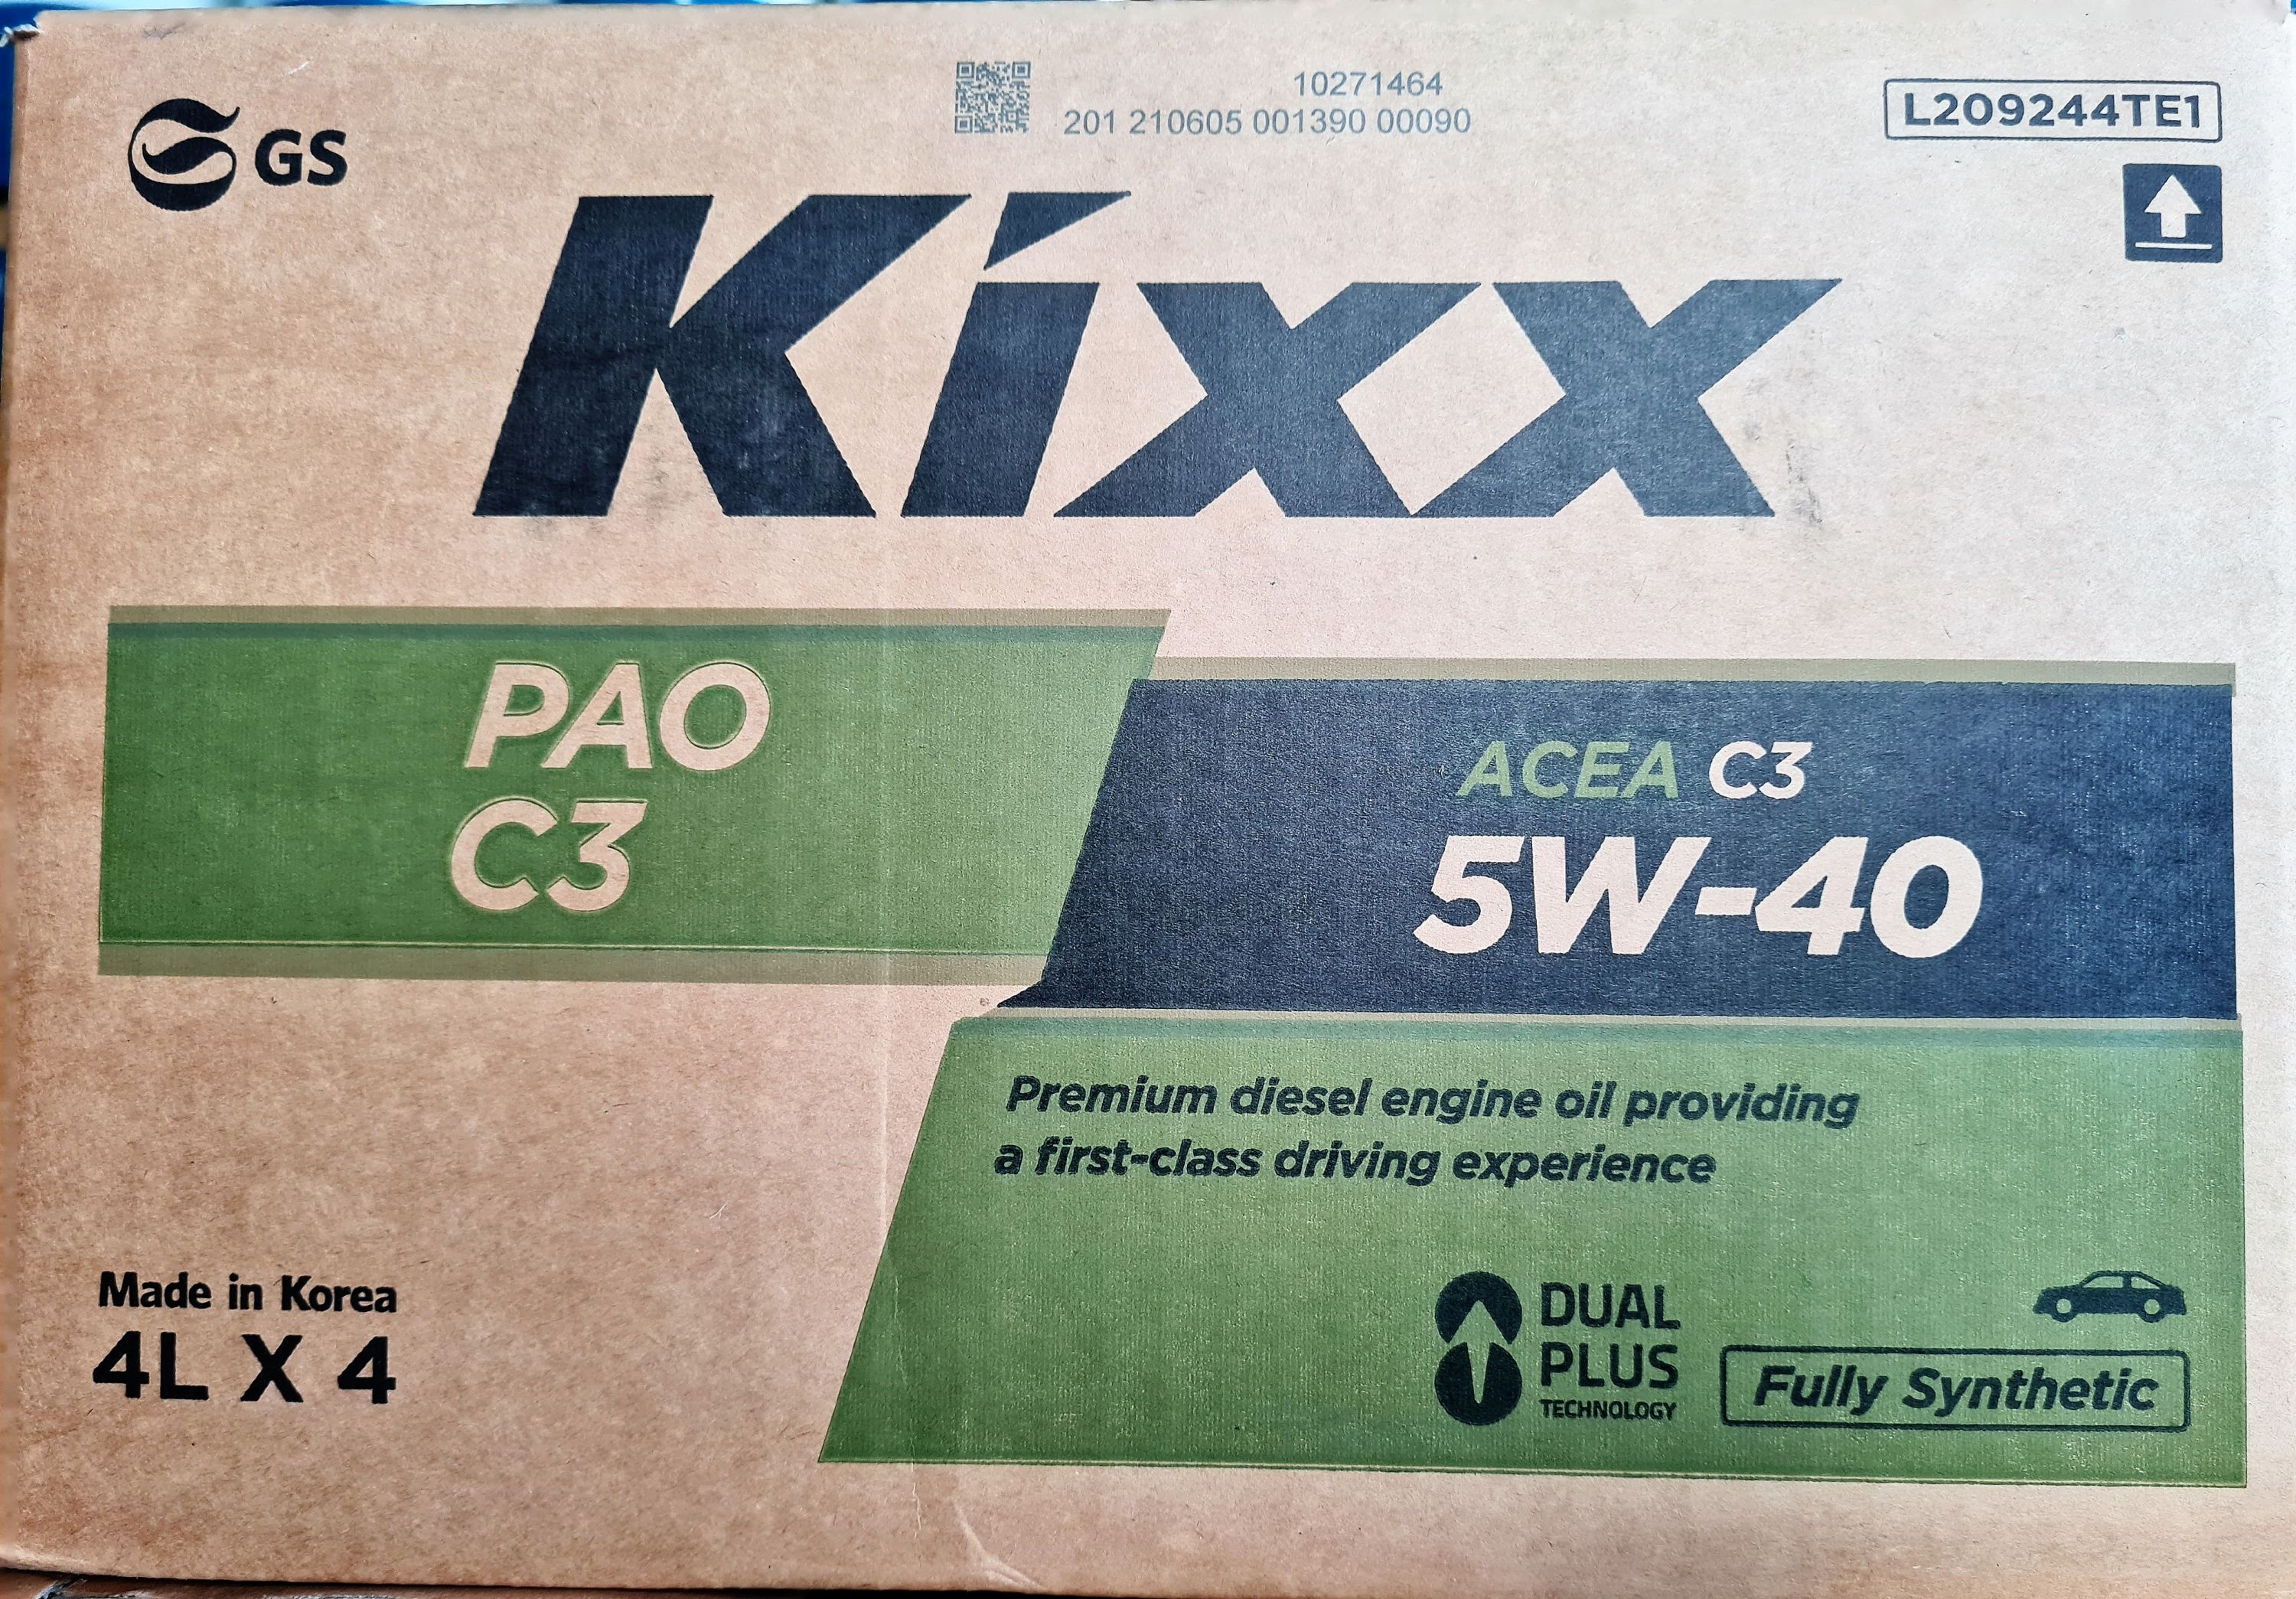 GS
10271464
201 210605 001390 00090
L209244TE1
Kixx
PAO
C3
ACEA C3
5W-40
Premium diesel engine oil providing
a first-class driving experience
Made in Korea
4L X 4
DUAL
PLUS
TECHNOLOGY
Fully Synthetic